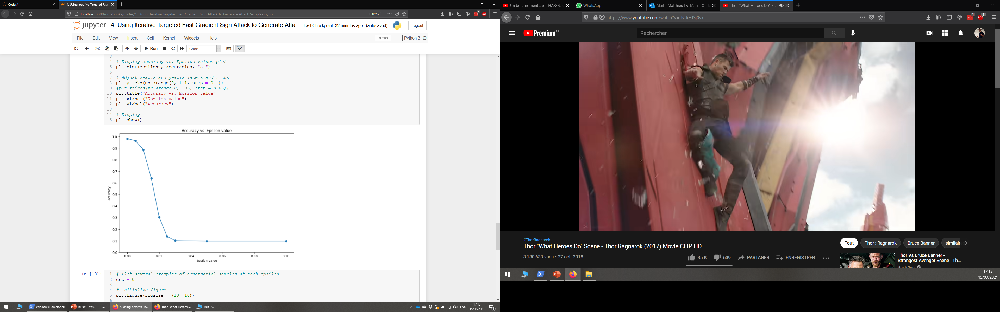 Codes/
4. Using Iterative Targeted Fast
localhost:8888/notebooks/Codes/4. Using Iterative Targeted Fast Gradient Sign Attack to Generate Attack Samples.ipynb
120%
jupyter 4. Using Iterative Targeted Fast Gradient Sign Attack to Generate Atta... Last Checkpoint: 32 minutes ago (autosaved)
Logout
File Edit View Insert Cell Kernel Widgets Help
Trusted
Python 3
Run
Code
3
4 # Display accuracy vs. Epsilon values plot
5 plt.plot(epsilons, accuracies, "o-")
6
7 # Adjust x-axis and y-axis labels and ticks
8 plt.yticks(np.arange(0, 1.1, step = 0.1))
9 #plt.xticks(np.arange(0, .35, step = 0.05))
10 plt.title("Accuracy vs. Epsilon value")
11 plt.xlabel("Epsilon value")
12 plt.ylabel("Accuracy")
13
14 # Display
15 plt.show()
Accuracy vs. Epsilon value
1.0
0.9
0.8
0.7
0.6
0.5
0.4
0.3
0.2
0.1
0.0
Accuracy
0.00 0.02 0.04 0.06 0.08 0.10
Epsilon value
In [13]:
1 # Plot several examples of adversarial samples at each epsilon
2 cnt = 0
3
4 # Initialize figure
5 plt.figure(figsize = (10, 10))
6
Windows PowerShell
DL2021_W8S1-2-3....
4. Using Iterative Ta...
Thor "What Heroes ...
This PC
ENG
17:13
15/03/2021
Un bon moment avec HAROUN
WhatsApp
Mail - Matthieu De Mari - Outl
Thor "What Heroes Do" Sce
https://www.youtube.com/watch?v=-N-kHJSj0vk
ABP
7
1
Premium SG
Rechercher
#ThorRagnarok
Thor "What Heroes Do" Scene - Thor Ragnarok (2017) Movie CLIP HD
3 180 633 vues • 27 oct. 2018
35 K
639
PARTAGER
ENREGISTRER
Tout
Thor : Ragnarok
Bruce Banner
similair
Thor Vs Bruce Banner -
Strongest Avenger Scene | Th...
BestClips
17:13
15/03/2021